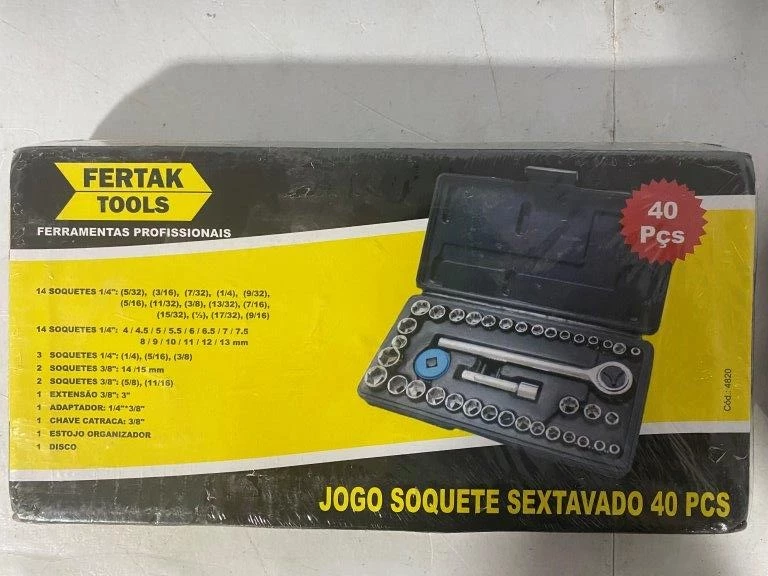 FERTAK
TOOLS
FERRAMENTAS PROFISSIONAIS
40
Pçs
14 SOQUETES 1/4": (5/32), (3/16), (7/32), (1/4), (9/32),
(5/16), (11/32), (3/8), (13/32), (7/16),
(15/32), (½), (17/32), (9/16)
14 SOQUETES 1/4": 4 / 4.5 / 5 / 5.5 / 6 / 6.5 / 7 / 7.5
8 / 9 / 10 / 11 / 12 / 13 mm
3 SOQUETES 1/4": (1/4), (5/16), (3/8)
2 SOQUETES 3/8": 14 /15 mm
2 SOQUETES 3/8": (5/8), (11/16)
1 EXTENSÃO 3/8": 3"
1 ADAPTADOR: 1/4"*3/8"
1 CHAVE CATRACA: 3/8"
1 ESTOJO ORGANIZADOR
1 DISCO
Cód.: 4820
JOGO SOQUETE SEXTAVADO 40 PCS